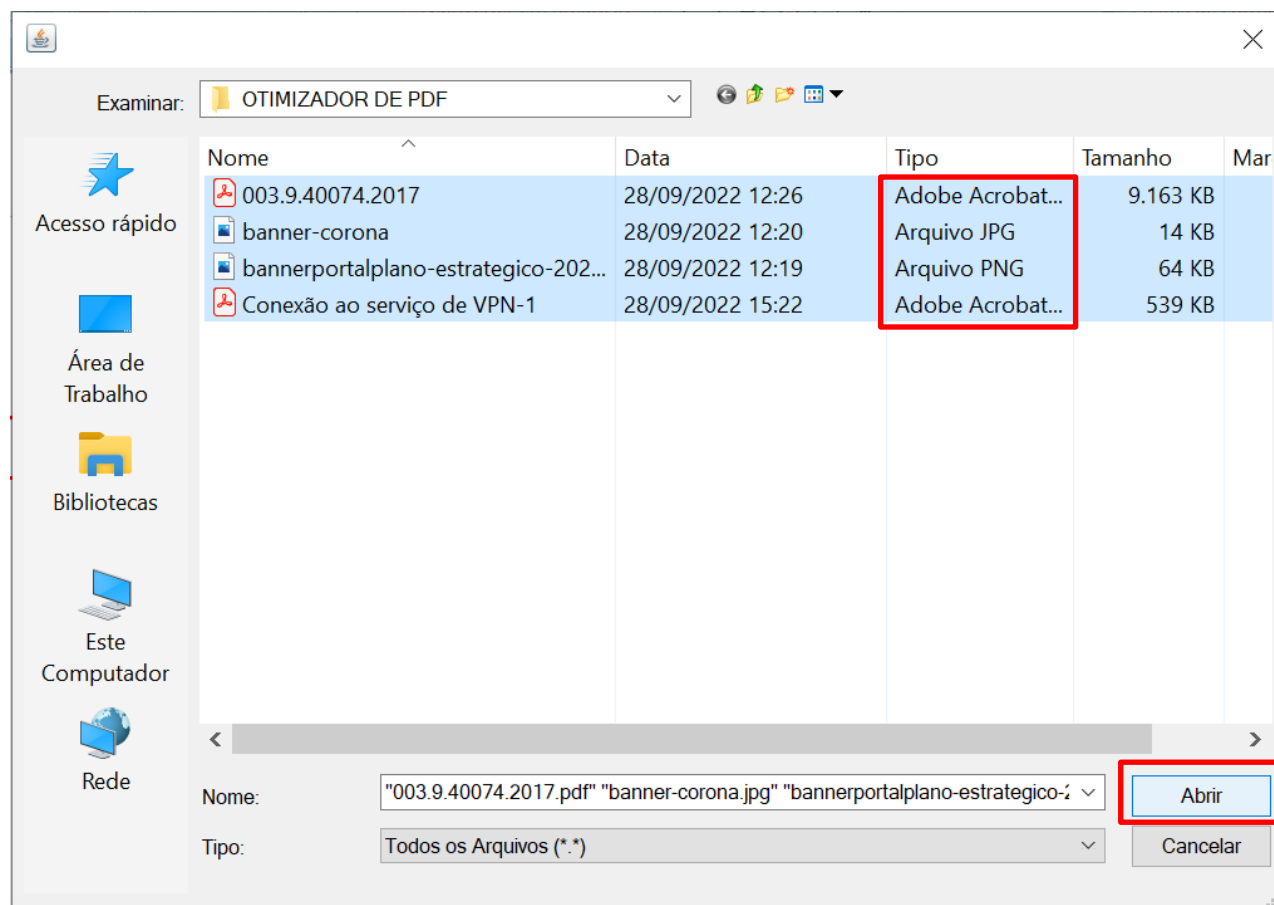 Examinar: OTIMIZADOR DE PDF
Nome Data Tipo Tamanho Mar
003.9.40074.2017 28/09/2022 12:26 Adobe Acrobat... 9.163 KB
banner-corona 28/09/2022 12:20 Arquivo JPG 14 KB
bannerportalplano-estrategico-202... 28/09/2022 12:19 Arquivo PNG 64 KB
Conexão ao serviço de VPN-1 28/09/2022 15:22 Adobe Acrobat... 539 KB
Acesso rápido
Área de
Trabalho
Bibliotecas
Este
Computador
Rede
Nome: "003.9.40074.2017.pdf" "banner-corona.jpg" "bannerportalplano-estrategico-2 Abrir
Tipo: Todos os Arquivos (*.*) Cancelar